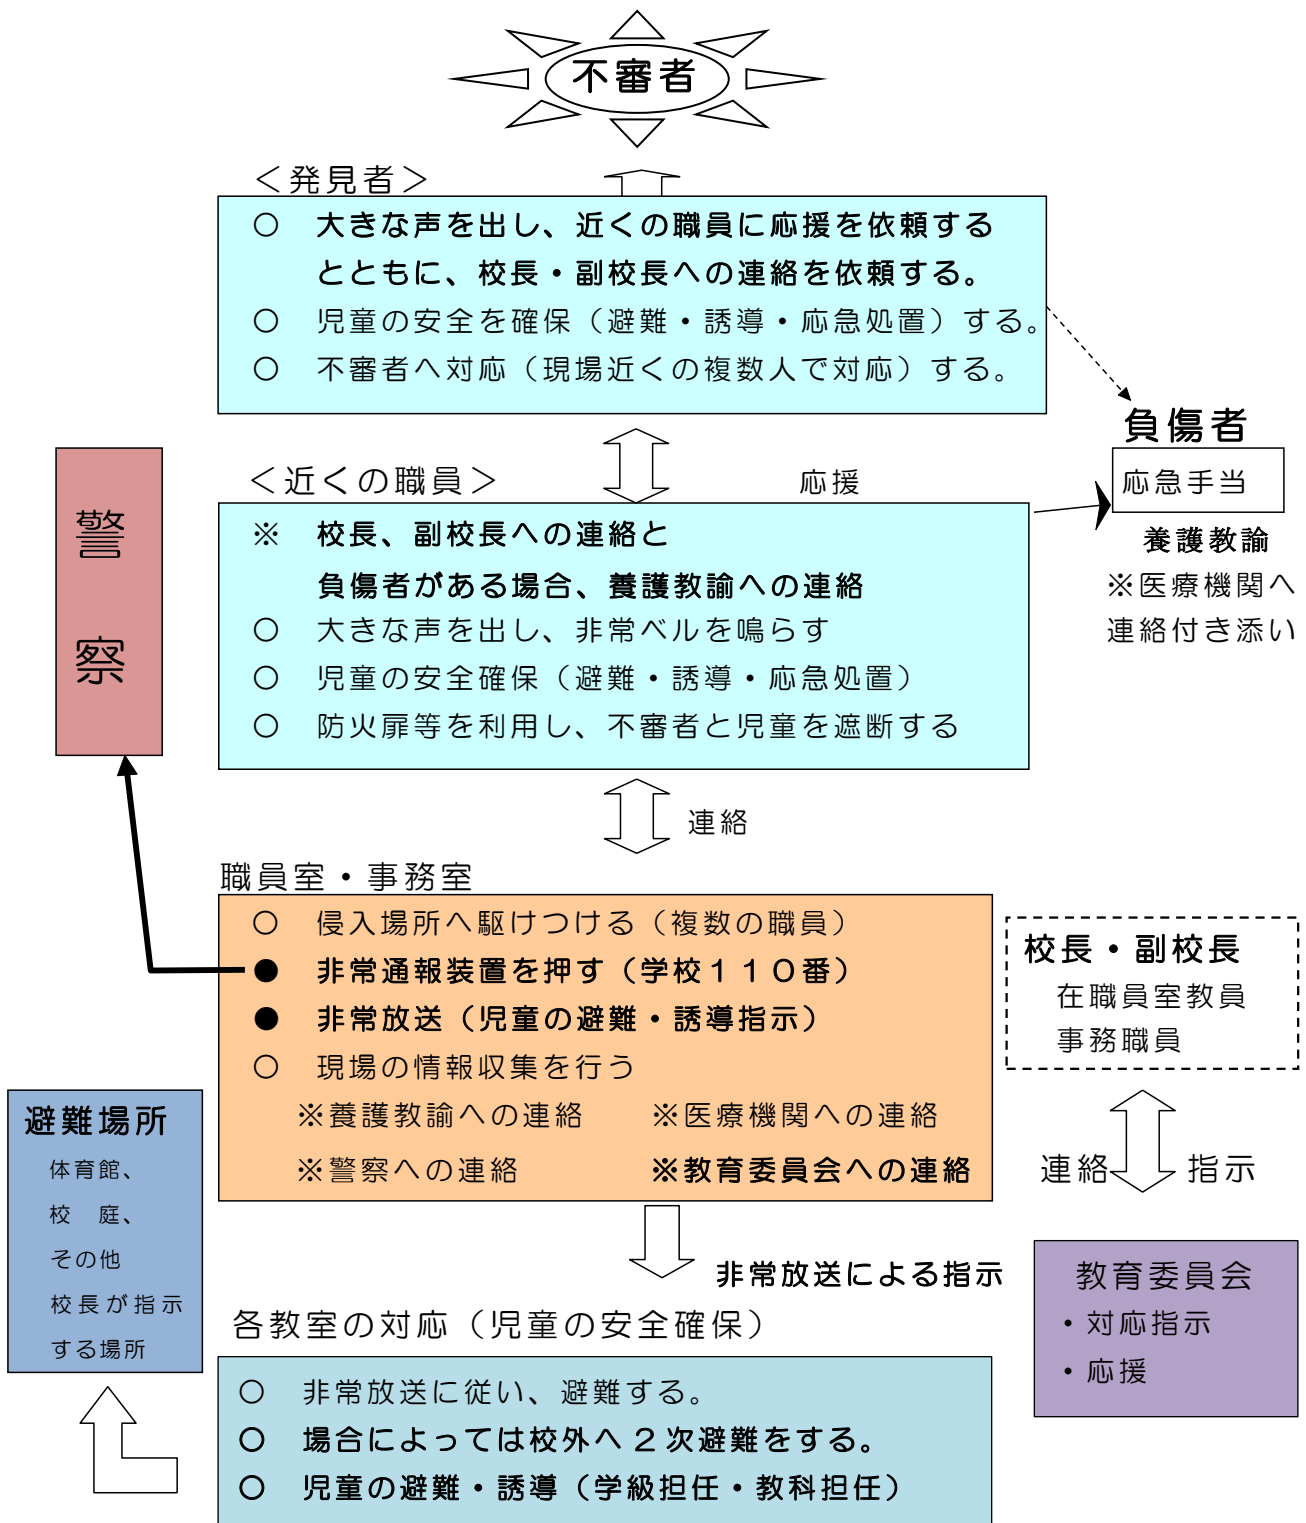 不審者
＜発見者＞
○　大きな声を出し、近くの職員に応援を依頼する
とともに、校長・副校長への連絡を依頼する。
○　児童の安全を確保（避難・誘導・応急処置）する。
○　不審者へ対応（現場近くの複数人で対応）する。
負傷者
応急手当
養護教諭
※医療機関へ
連絡付き添い
警
察
＜近くの職員＞
応援
※　校長、副校長への連絡と
負傷者がある場合、養護教諭への連絡
○　大きな声を出し、非常ベルを鳴らす
○　児童の安全確保（避難・誘導・応急処置）
○　防火扉等を利用し、不審者と児童を遮断する
連絡
職員室・事務室
○　侵入場所へ駆けつける（複数の職員）
●　非常通報装置を押す（学校１１０番）
●　非常放送（児童の避難・誘導指示）
○　現場の情報収集を行う
※養護教諭への連絡　　※医療機関への連絡
※警察への連絡　　※教育委員会への連絡
校長・副校長
在職員室教員
事務職員
連絡　指示
教育委員会
・対応指示
・応援
避難場所
体育館、
校　庭、
その他
校長が指示
する場所
非常放送による指示
各教室の対応（児童の安全確保）
○　非常放送に従い、避難する。
○　場合によっては校外へ２次避難をする。
○　児童の避難・誘導（学級担任・教科担任）